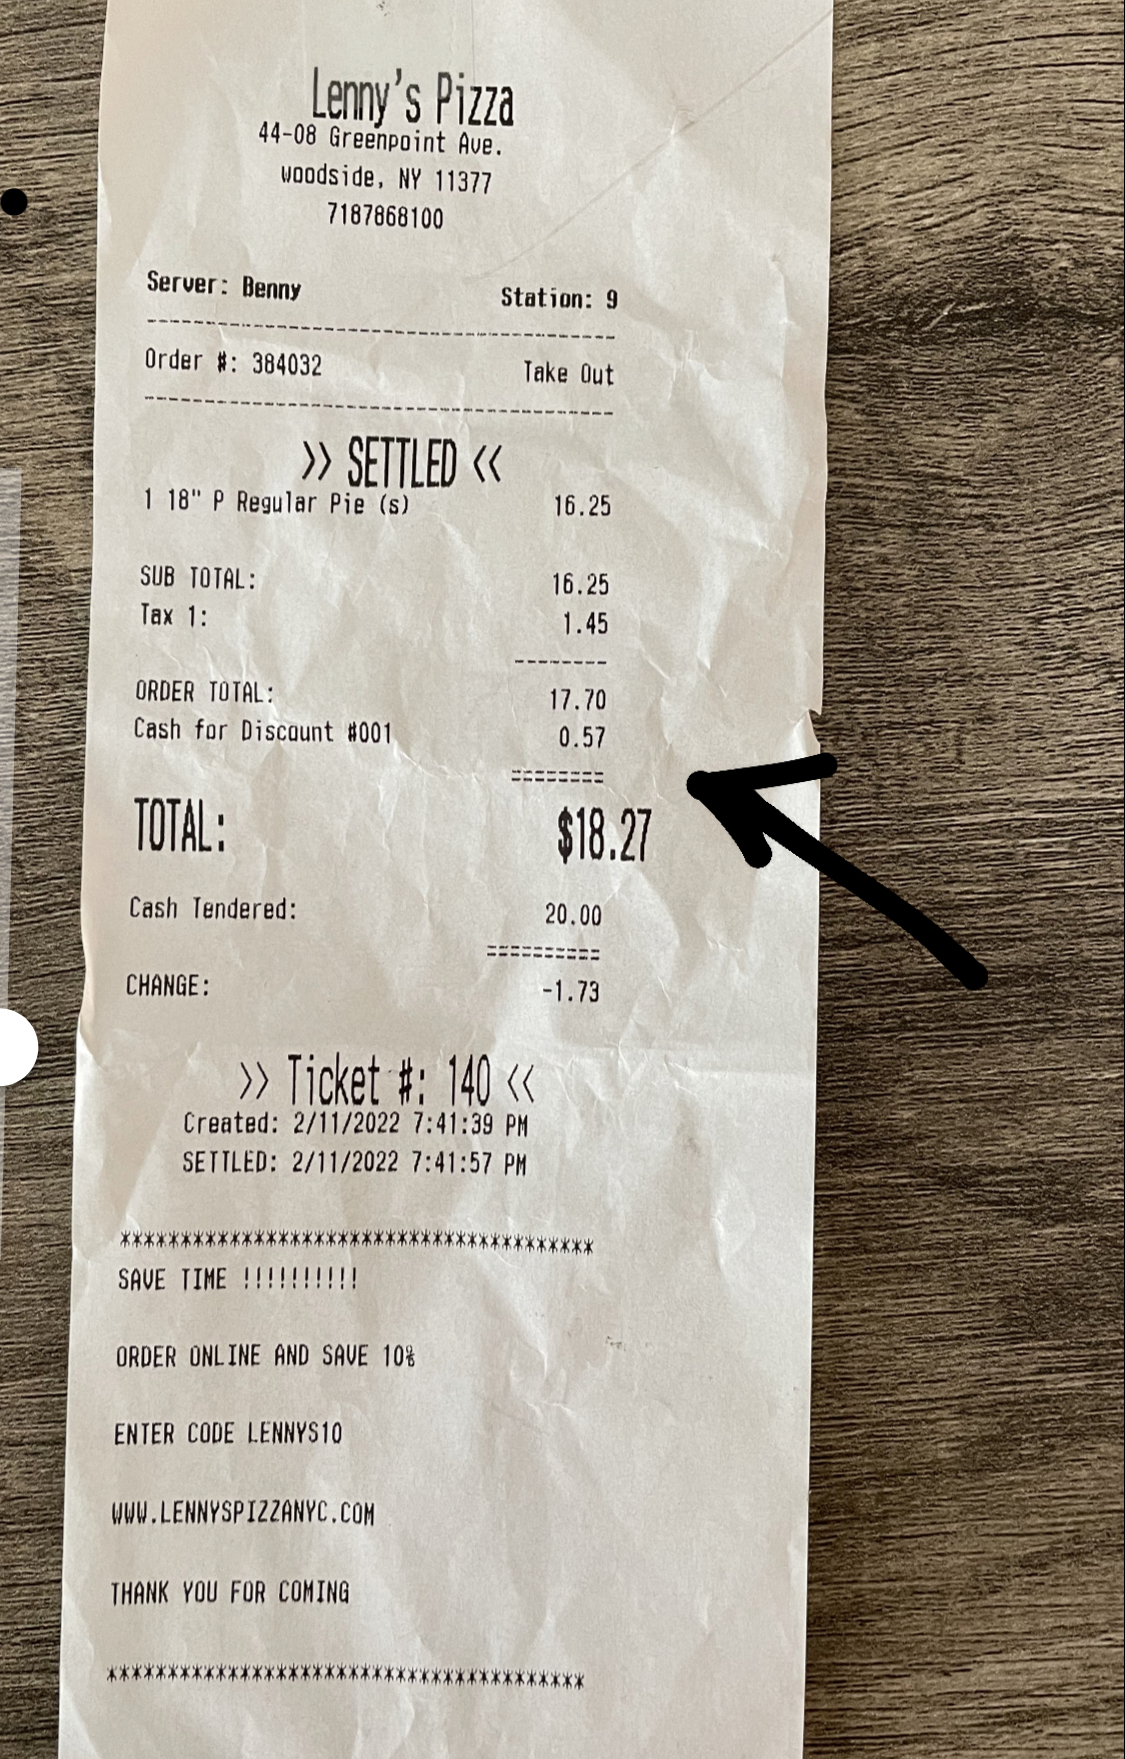 Lenny's Pizza
44-08 Greenpoint Ave.
woodside, NY 11377
7187868100
Server: Benny Station: 9
--------------------------------------
Order #: 384032 Take Out
--------------------------------------
>> SETTLED <<
1 18" P Regular Pie (s) 16.25
SUB TOTAL: 16.25
Tax 1: 1.45
--------
ORDER TOTAL: 17.70
Cash for Discount #001 0.57
========
TOTAL: $18.27
Cash Tendered: 20.00
==========
CHANGE: -1.73
>> Ticket #: 140 <<
Created: 2/11/2022 7:41:39 PM
SETTLED: 2/11/2022 7:41:57 PM
****************************************
SAVE TIME !!!!!!!!!!
ORDER ONLINE AND SAVE 10%
ENTER CODE LENNYS10
WWW.LENNYSPIZZANYC.COM
THANK YOU FOR COMING
****************************************